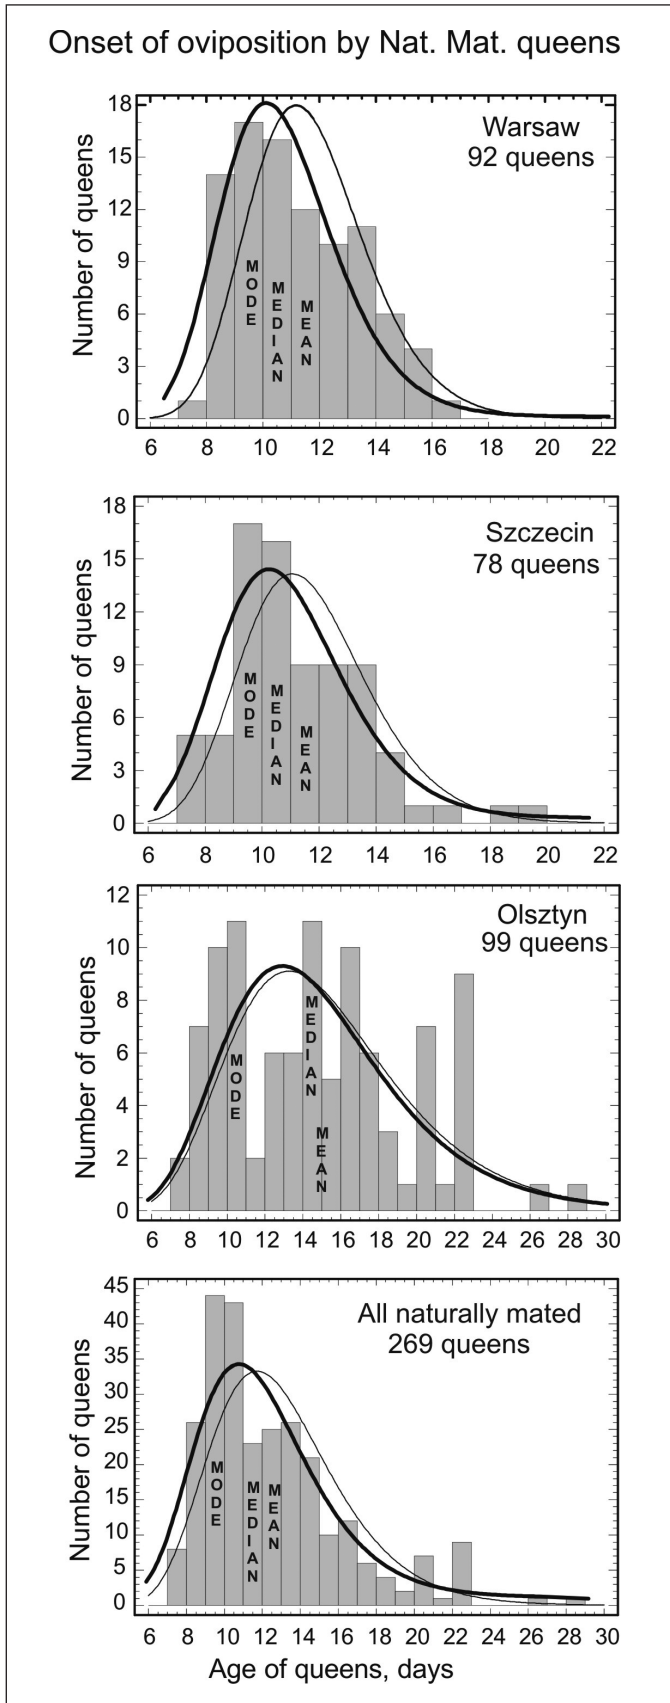 Onset of oviposition by Nat. Mat. queens
Number of queens
18
15
12
9
6
3
0
Warsaw
92 queens
MODE
MEDIAN
MEAN
6 8 10 12 14 16 18 20 22
Number of queens
18
15
12
9
6
3
0
Szczecin
78 queens
MODE
MEDIAN
MEAN
6 8 10 12 14 16 18 20 22
Number of queens
12
10
8
6
4
2
0
Olsztyn
99 queens
MODE
MEDIAN
MEAN
6 8 10 12 14 16 18 20 22 24 26 28 30
Number of queens
45
40
35
30
25
20
15
10
5
0
All naturally mated
269 queens
MODE
MEDIAN
MEAN
6 8 10 12 14 16 18 20 22 24 26 28 30
Age of queens, days